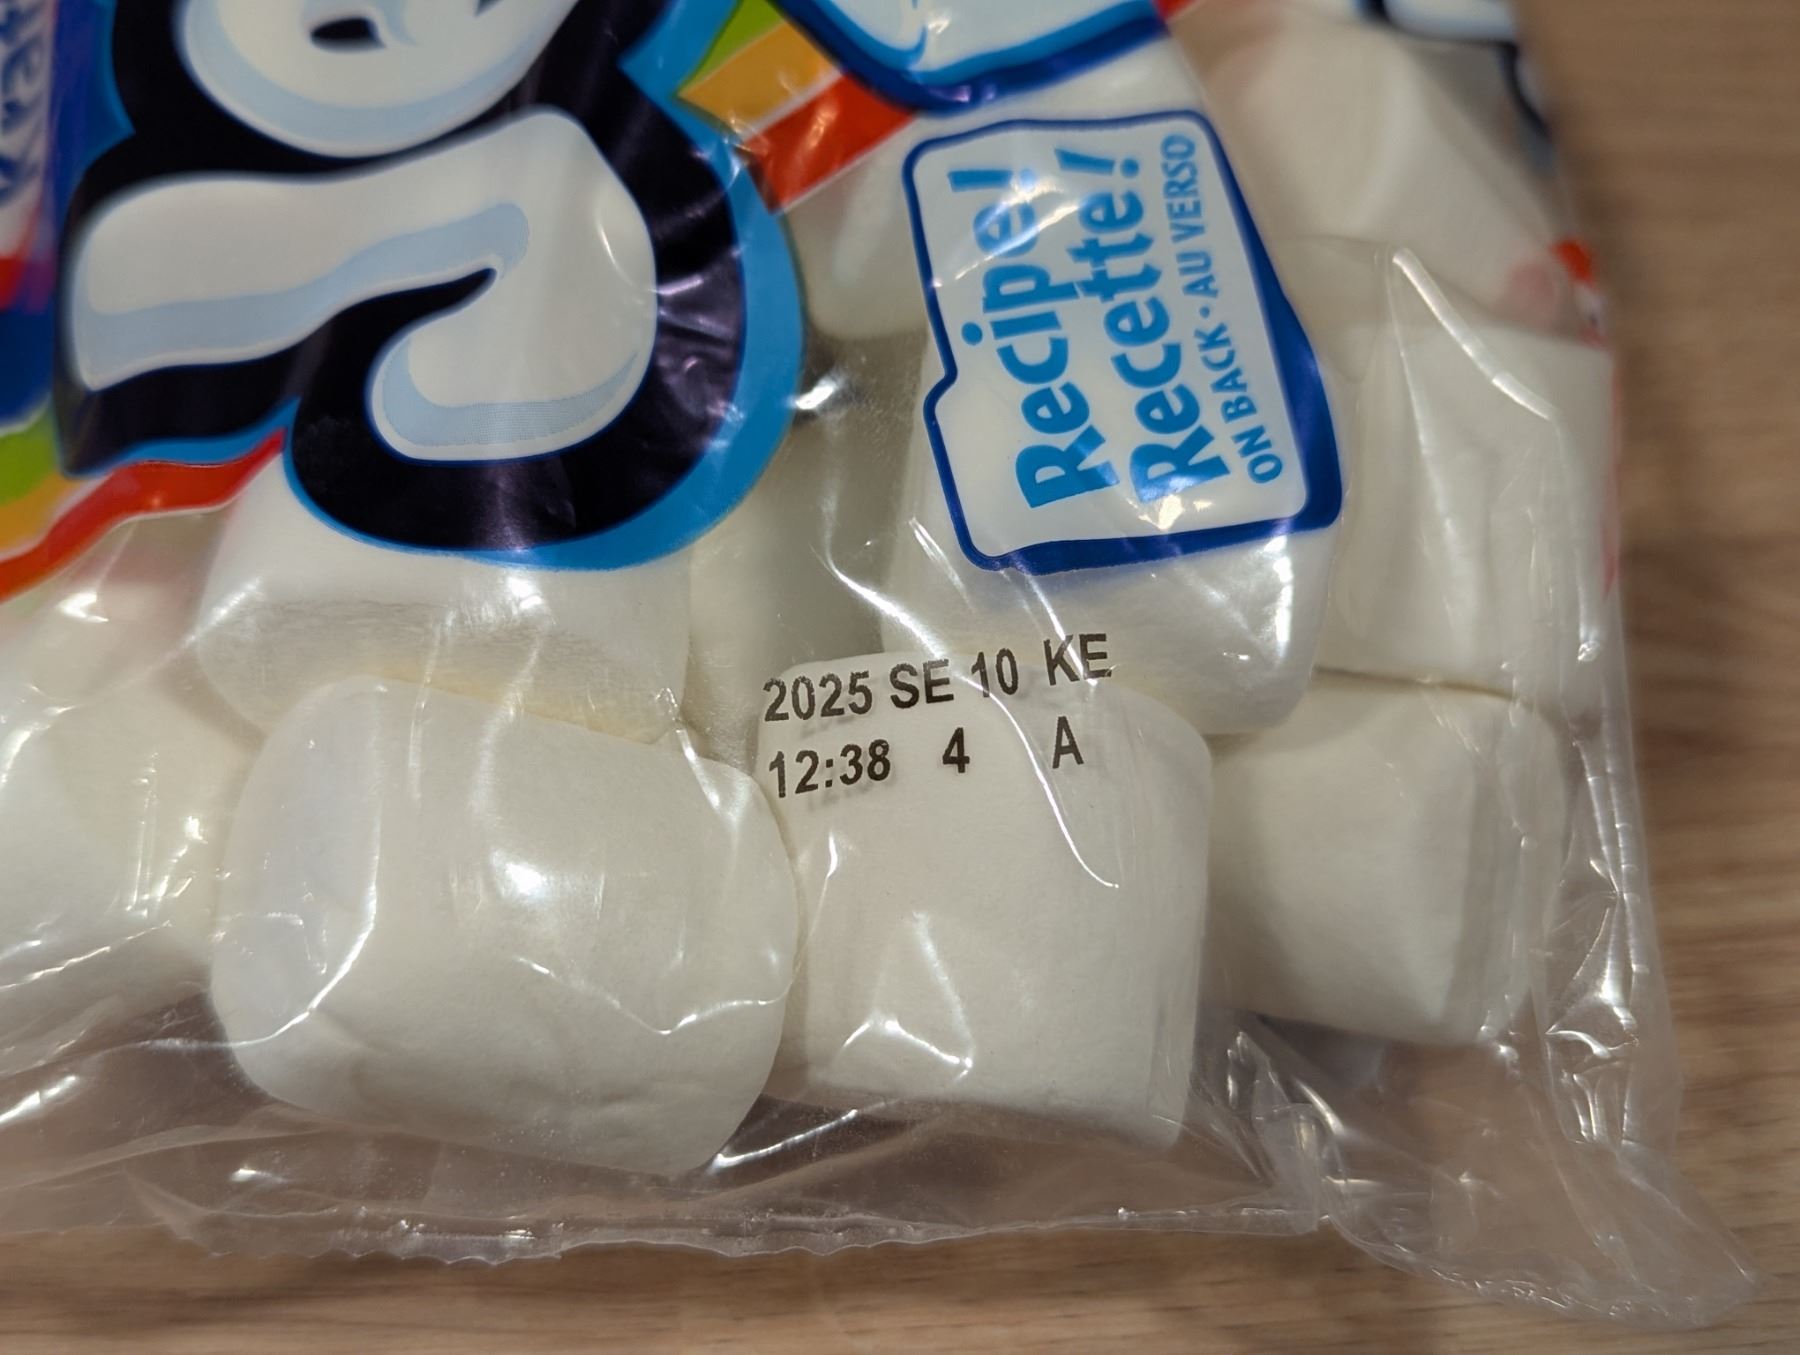 Recipe!
Recette!
ON BACK • AU VERSO
2025 SE 10 KE
12:38 4 A